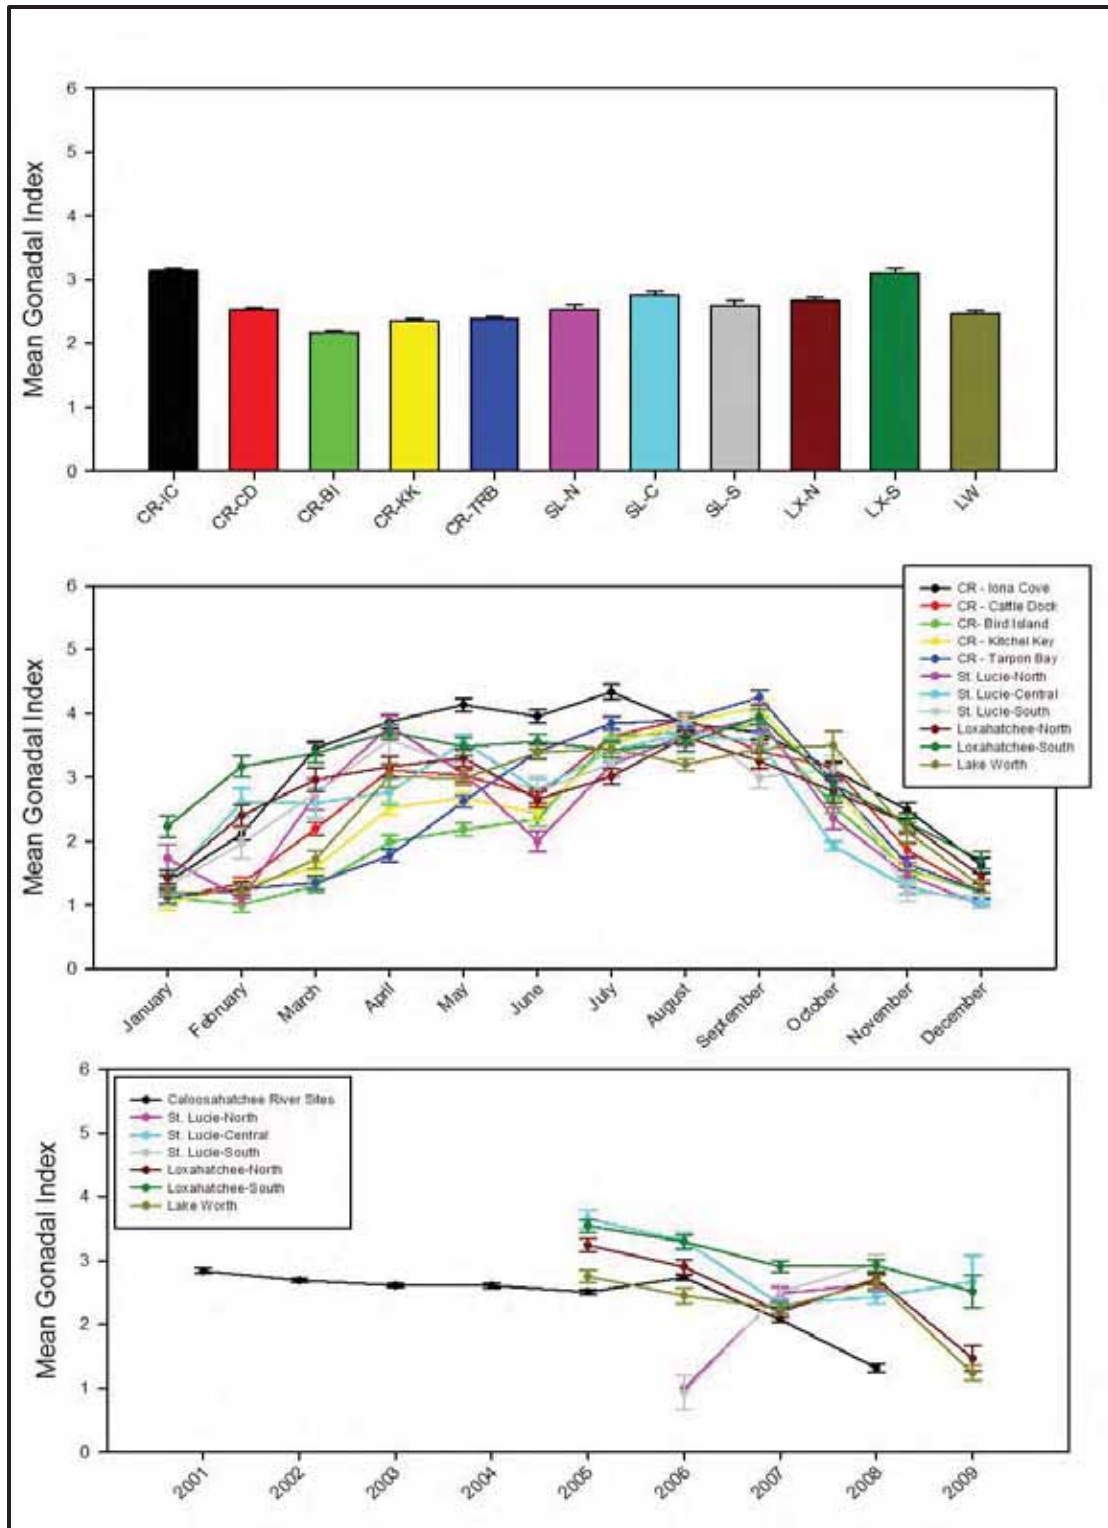 Mean Gonadal Index
6
5
4
3
2
1
0
CR-IC
CR-CD
CR-BI
CR-KK
CR-TRB
SL-N
SL-C
SL-S
LX-N
LX-S
LW
Mean Gonadal Index
6
5
4
3
2
1
0
CR - Iona Cove
CR - Cattle Dock
CR- Bird Island
CR - Kitchel Key
CR - Tarpon Bay
St. Lucie-North
St. Lucie-Central
St. Lucie-South
Loxahatchee-North
Loxahatchee-South
Lake Worth
January
February
March
April
May
June
July
August
September
October
November
December
Mean Gonadal Index
6
5
4
3
2
1
0
Caloosahatchee River Sites
St. Lucie-North
St. Lucie-Central
St. Lucie-South
Loxahatchee-North
Loxahatchee-South
Lake Worth
2001
2002
2003
2004
2005
2006
2007
2008
2009